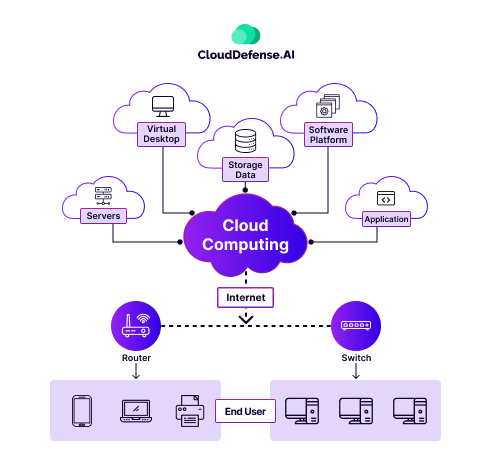 CloudDefense.AI
Virtual
Desktop
Software
Platform
Storage
Data
Servers
Application
Cloud
Computing
Internet
Router
Switch
End User